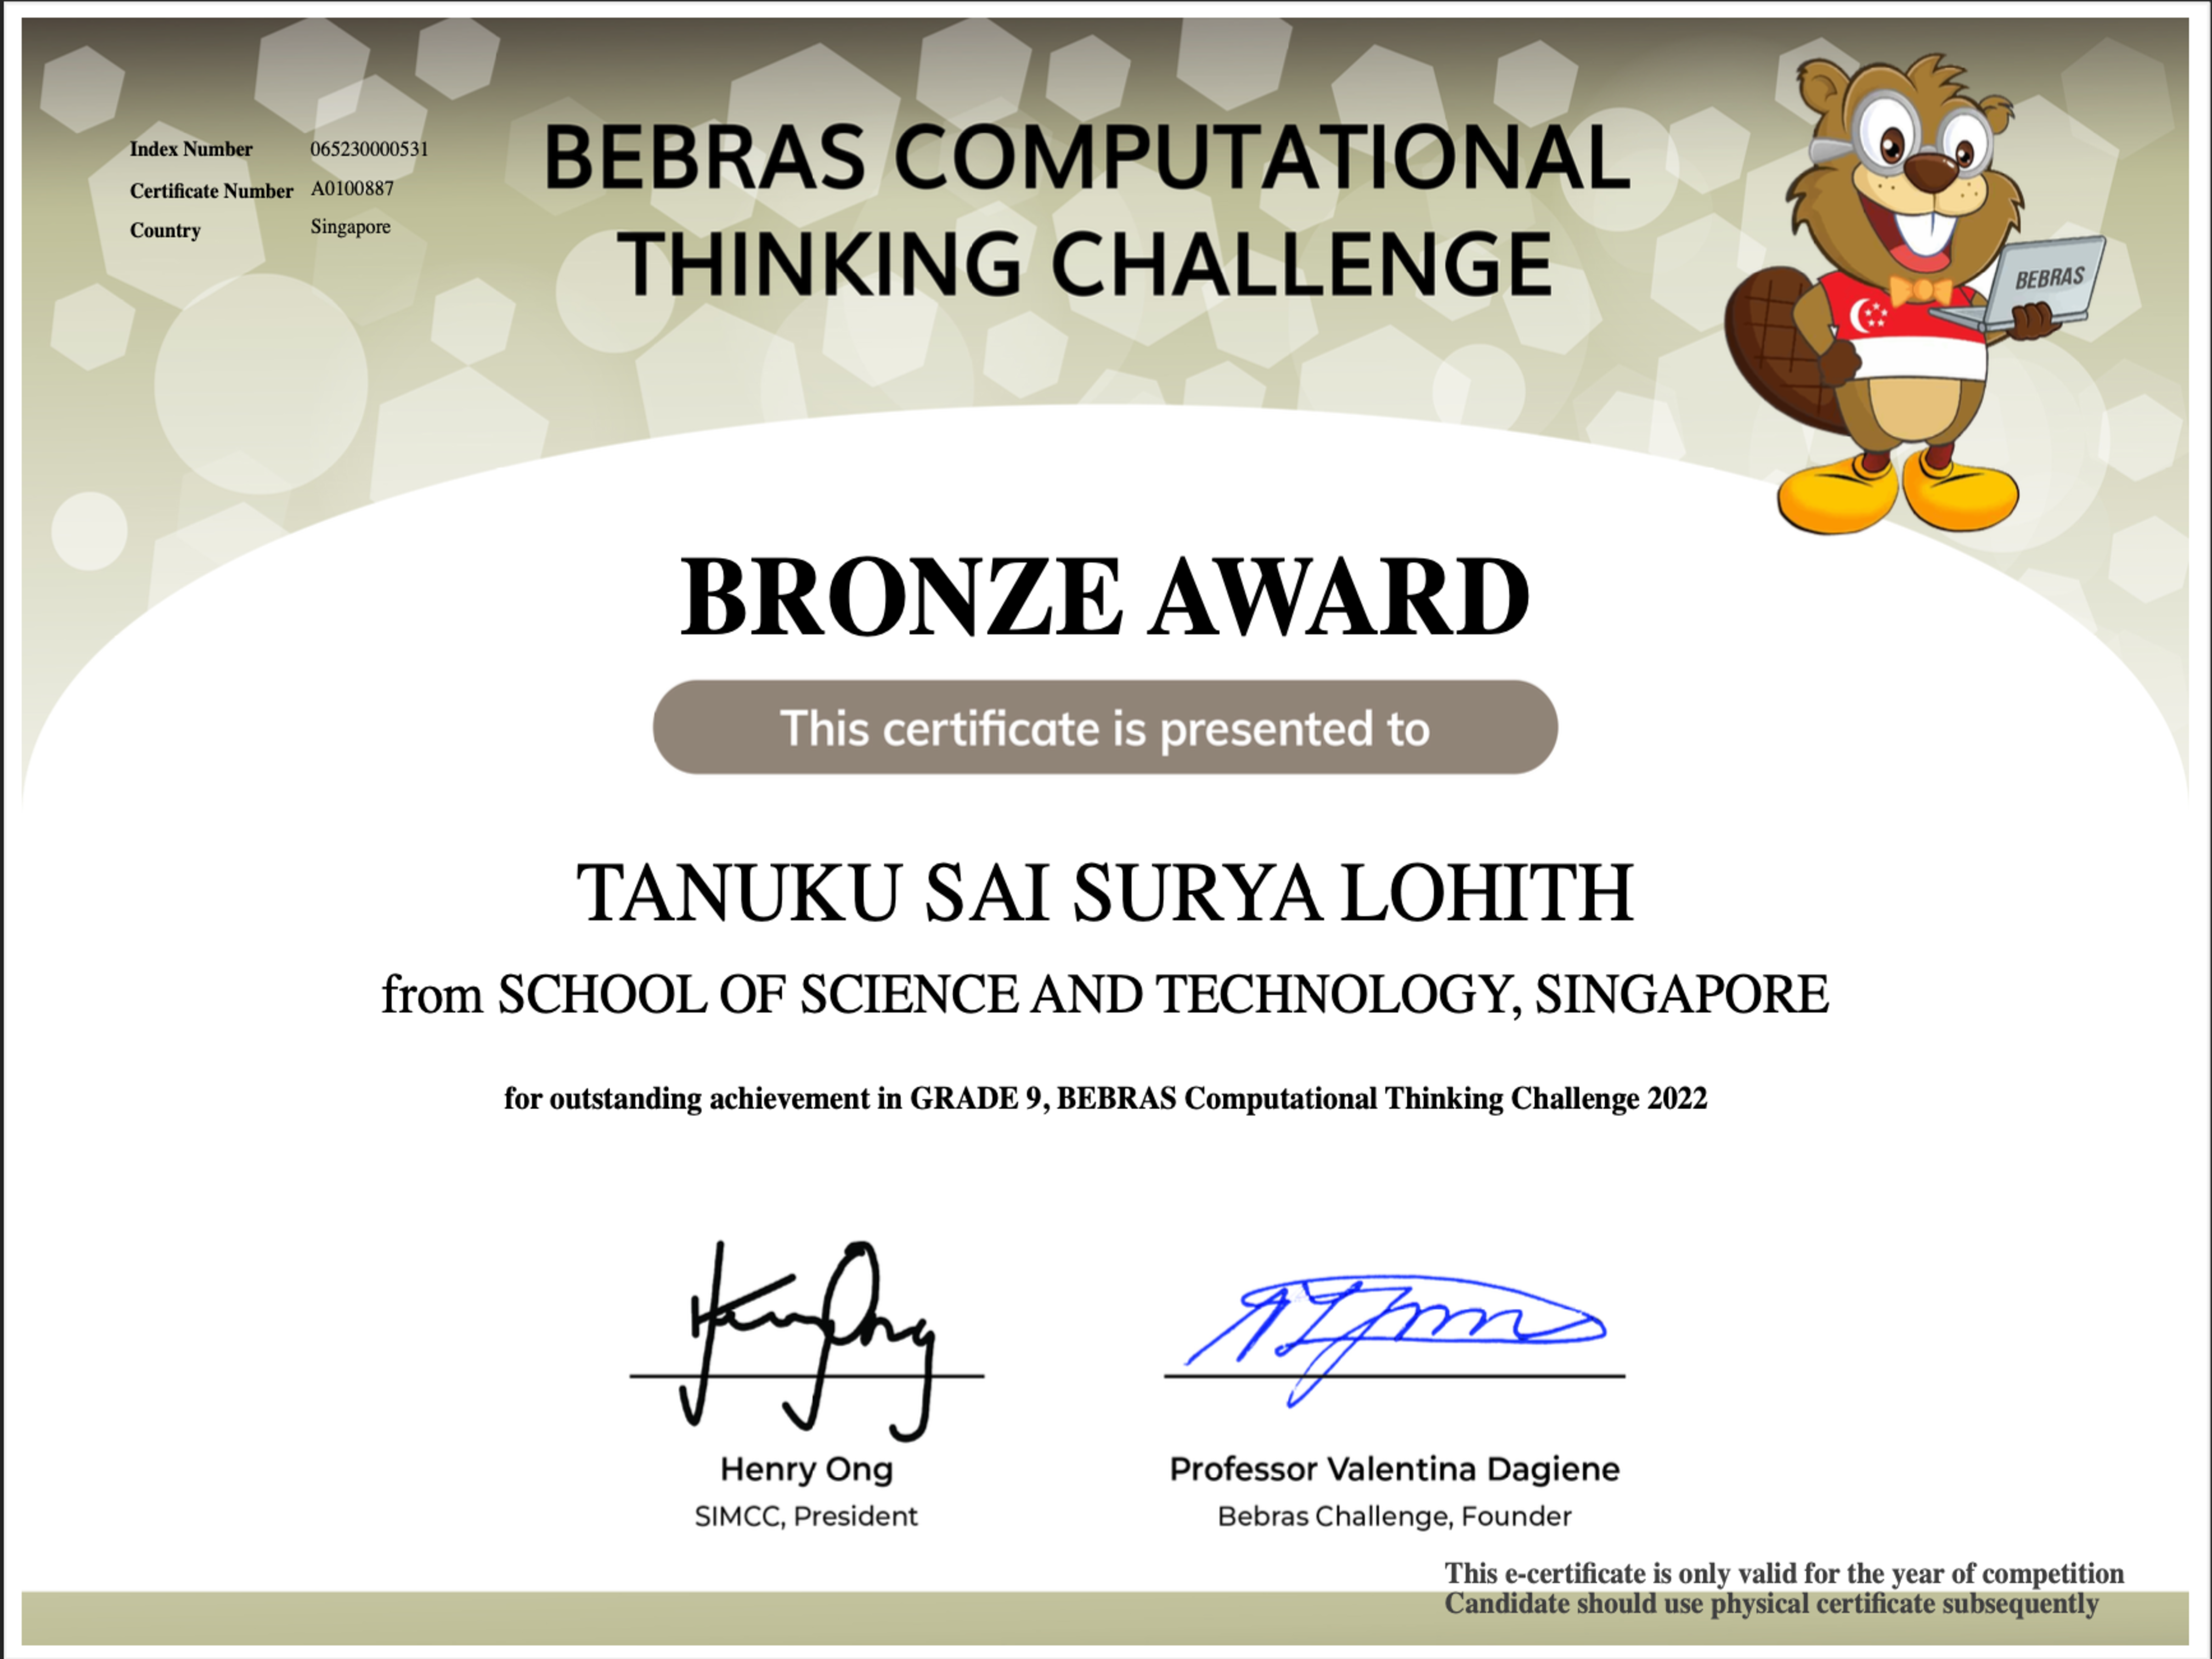 Index Number 065230000531
Certificate Number A0100887
Country Singapore
BEBRAS COMPUTATIONAL
THINKING CHALLENGE
BEBRAS
BRONZE AWARD
This certificate is presented to
TANUKU SAI SURYA LOHITH
from SCHOOL OF SCIENCE AND TECHNOLOGY, SINGAPORE
for outstanding achievement in GRADE 9, BEBRAS Computational Thinking Challenge 2022
Henry Ong
SIMCC, President
Professor Valentina Dagiene
Bebras Challenge, Founder
This e-certificate is only valid for the year of competition
Candidate should use physical certificate subsequently